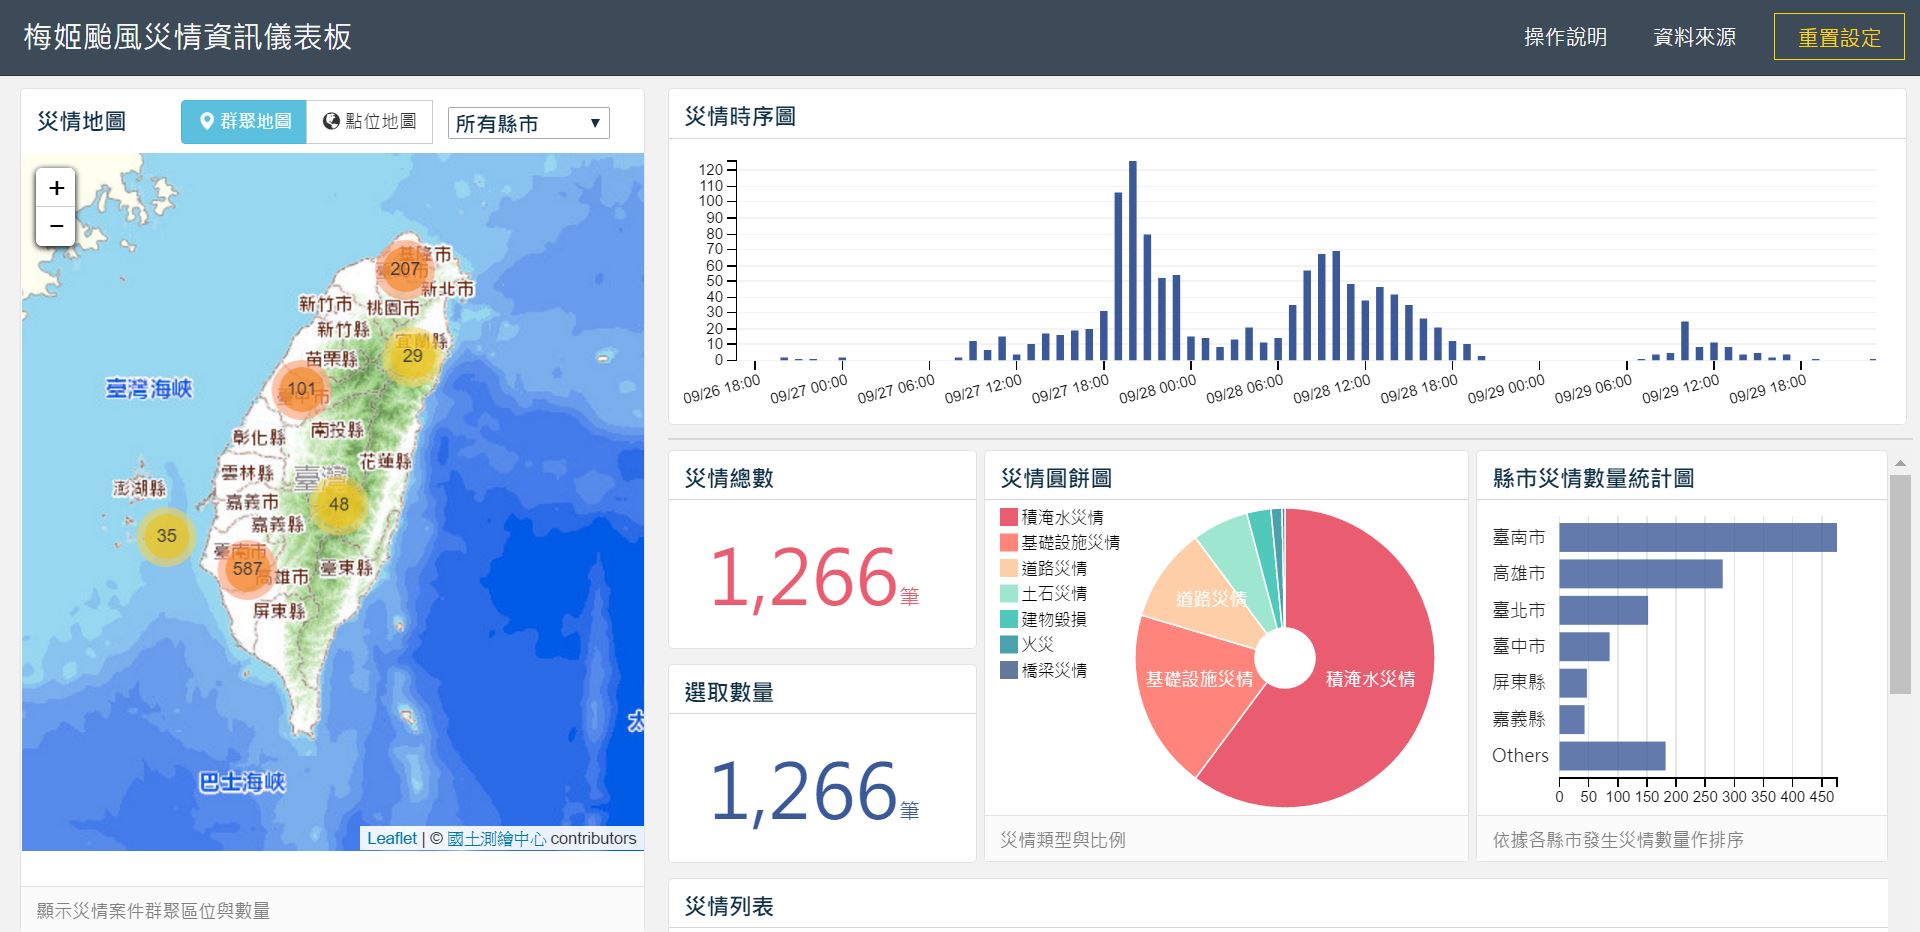 梅姬颱風災情資訊儀表板
操作說明
資料來源
重置設定
災情地圖
群聚地圖
點位地圖
所有縣市
+
−
基隆市
207
新北市
新竹市
桃園市
新竹縣
宜蘭縣
29
苗栗縣
101
臺中市
臺灣海峽
彰化縣
南投縣
花蓮縣
雲林縣
臺灣
澎湖縣
嘉義市
48
嘉義縣
35
臺南市
587
高雄市
臺東縣
屏東縣
太
巴士海峽
Leaflet | © 國土測繪中心 contributors
顯示災情案件群聚區位與數量
災情時序圖
120
110
100
90
80
70
60
50
40
30
20
10
0
09/26 18:00
09/27 00:00
09/27 06:00
09/27 12:00
09/27 18:00
09/28 00:00
09/28 06:00
09/28 12:00
09/28 18:00
09/29 00:00
09/29 06:00
09/29 12:00
09/29 18:00
災情總數
1,266筆
選取數量
1,266筆
災情圓餅圖
積淹水災情
基礎設施災情
道路災情
土石災情
建物毀損
火災
橋梁災情
道路災情
基礎設施災情
積淹水災情
災情類型與比例
縣市災情數量統計圖
臺南市
高雄市
臺北市
臺中市
屏東縣
嘉義縣
Others
0 50 100 150 200 250 300 350 400 450
依據各縣市發生災情數量作排序
災情列表